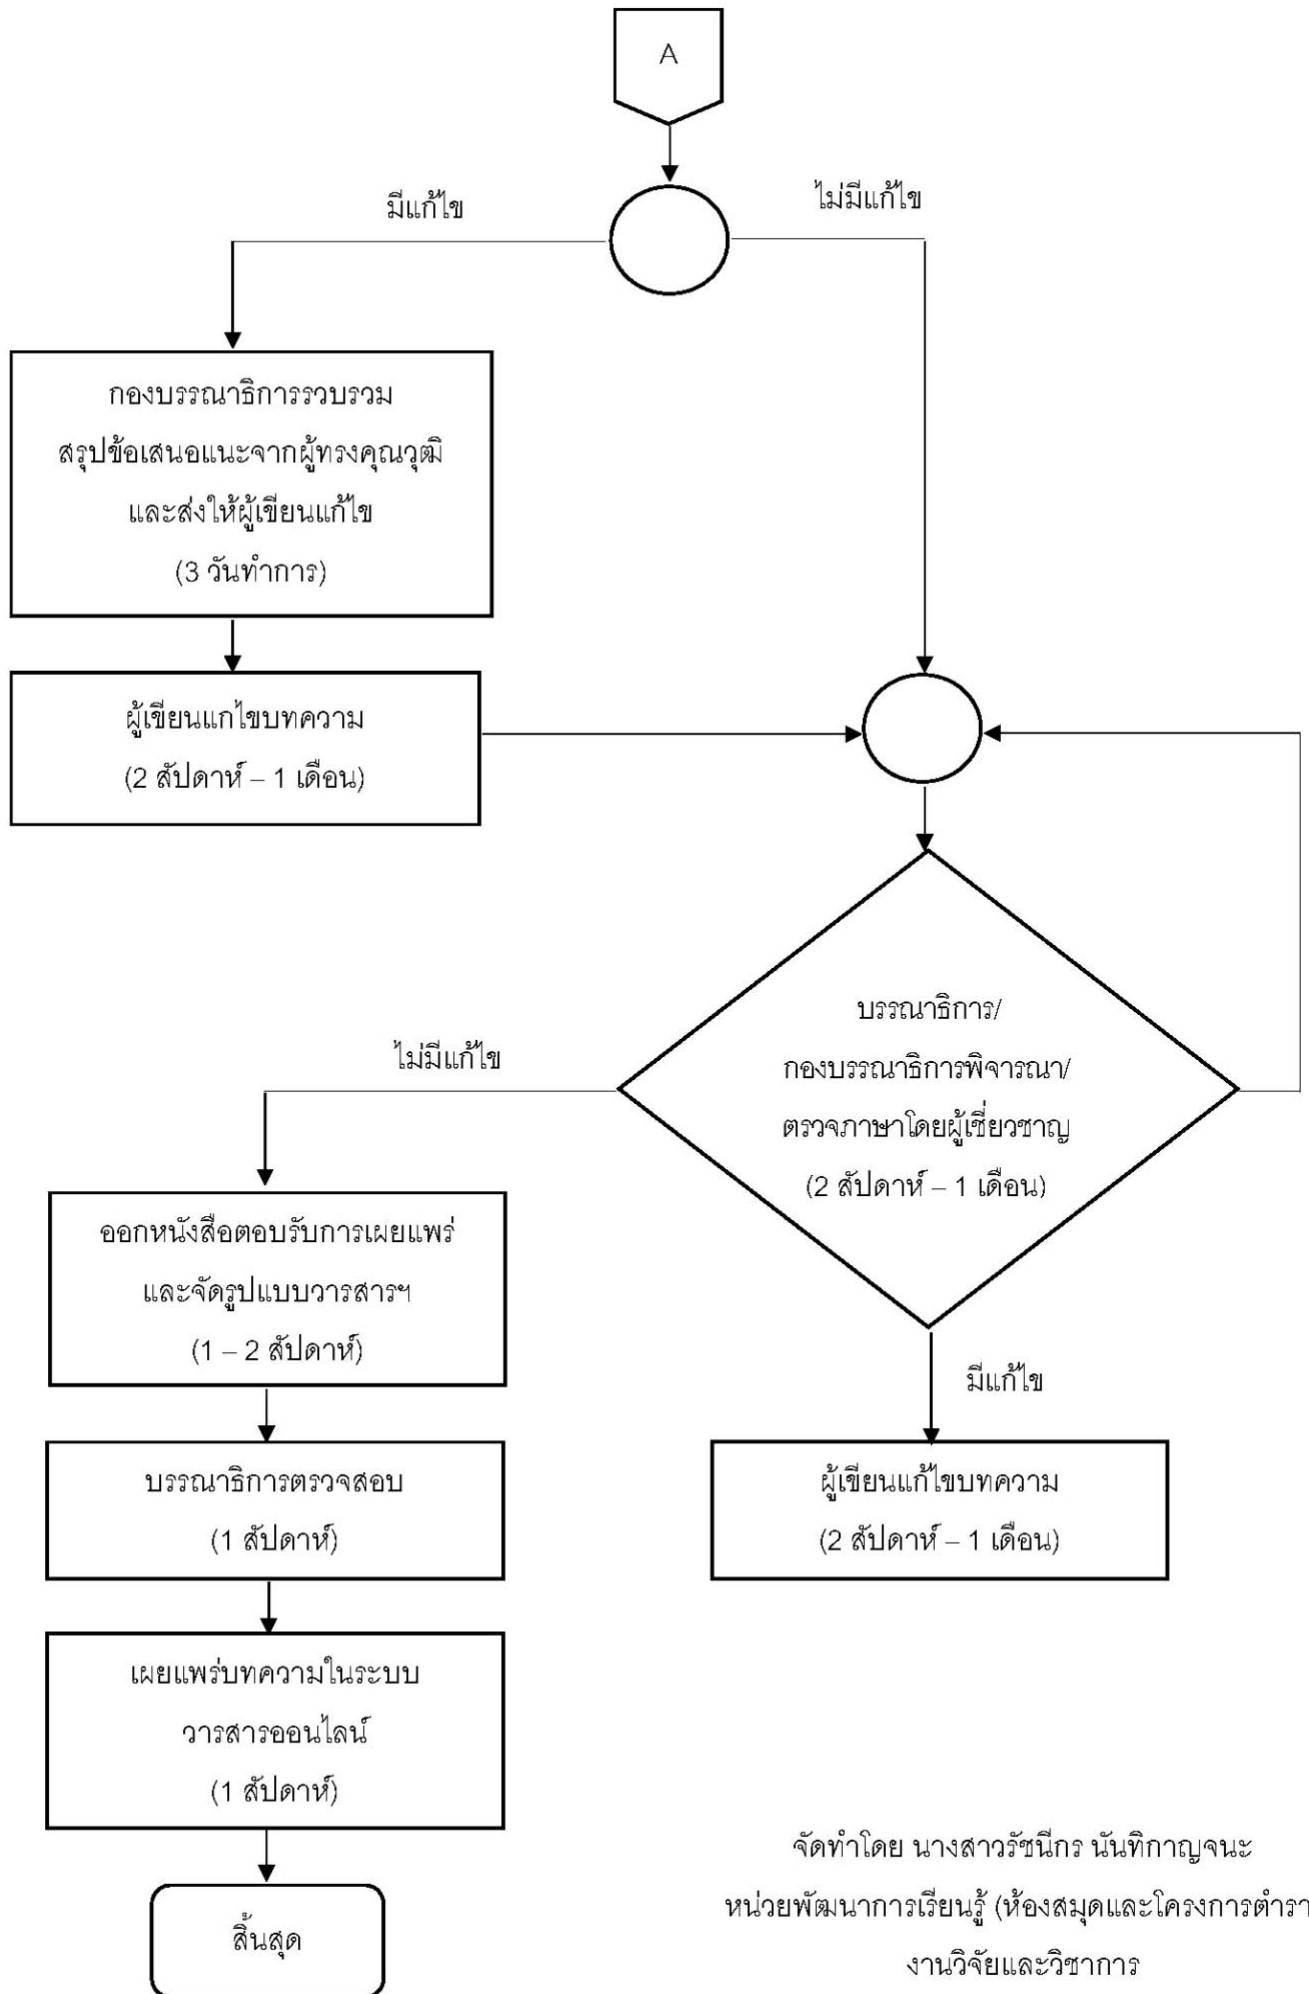 A
มีแก้ไข
ไม่มีแก้ไข
กองบรรณาธิการรวบรวม
สรุปข้อเสนอแนะจากผู้ทรงคุณวุฒิ
และส่งให้ผู้เขียนแก้ไข
(3 วันทำการ)
ผู้เขียนแกไขบทความ
(2 สัปดาห์ – 1 เดือน)
บรรณาธิการ/
กองบรรณาธิการพิจารณา/
ตรวจภาษาโดยผู้เชี่ยวชาญ
(2 สัปดาห์ – 1 เดือน)
ไม่มีแก้ไข
ออกหนังสือตอบรับการเผยแพร่
และจัดรูปแบบวารสารฯ
(1 – 2 สัปดาห์)
มีแก้ไข
บรรณาธิการตรวจสอบ
(1 สัปดาห์)
ผู้เขียนแก้ไขบทความ
(2 สัปดาห์ – 1 เดือน)
เผยแพร่บทความในระบบ
วารสารออนไลน์
(1 สัปดาห์)
สิ้นสุด
จัดทำโดย นางสาวรัชนีกร นันทิกาญจนะ
หน่วยพัฒนาการเรียนรู้ (ห้องสมุดและโครงการตำรา
งานวิจัยและวิชาการ